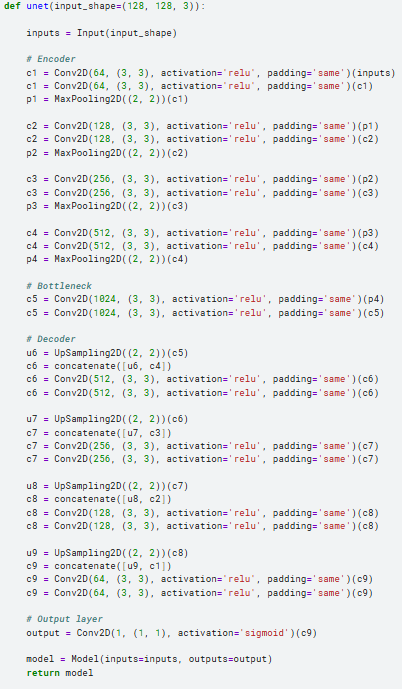 def unet(input_shape=(128, 128, 3)):
inputs = Input(input_shape)
# Encoder
c1 = Conv2D(64, (3, 3), activation='relu', padding='same')(inputs)
c1 = Conv2D(64, (3, 3), activation='relu', padding='same')(c1)
p1 = MaxPooling2D((2, 2))(c1)
c2 = Conv2D(128, (3, 3), activation='relu', padding='same')(p1)
c2 = Conv2D(128, (3, 3), activation='relu', padding='same')(c2)
p2 = MaxPooling2D((2, 2))(c2)
c3 = Conv2D(256, (3, 3), activation='relu', padding='same')(p2)
c3 = Conv2D(256, (3, 3), activation='relu', padding='same')(c3)
p3 = MaxPooling2D((2, 2))(c3)
c4 = Conv2D(512, (3, 3), activation='relu', padding='same')(p3)
c4 = Conv2D(512, (3, 3), activation='relu', padding='same')(c4)
p4 = MaxPooling2D((2, 2))(c4)
# Bottleneck
c5 = Conv2D(1024, (3, 3), activation='relu', padding='same')(p4)
c5 = Conv2D(1024, (3, 3), activation='relu', padding='same')(c5)
# Decoder
u6 = UpSampling2D((2, 2))(c5)
c6 = concatenate([u6, c4])
c6 = Conv2D(512, (3, 3), activation='relu', padding='same')(c6)
c6 = Conv2D(512, (3, 3), activation='relu', padding='same')(c6)
u7 = UpSampling2D((2, 2))(c6)
c7 = concatenate([u7, c3])
c7 = Conv2D(256, (3, 3), activation='relu', padding='same')(c7)
c7 = Conv2D(256, (3, 3), activation='relu', padding='same')(c7)
u8 = UpSampling2D((2, 2))(c7)
c8 = concatenate([u8, c2])
c8 = Conv2D(128, (3, 3), activation='relu', padding='same')(c8)
c8 = Conv2D(128, (3, 3), activation='relu', padding='same')(c8)
u9 = UpSampling2D((2, 2))(c8)
c9 = concatenate([u9, c1])
c9 = Conv2D(64, (3, 3), activation='relu', padding='same')(c9)
c9 = Conv2D(64, (3, 3), activation='relu', padding='same')(c9)
# Output layer
output = Conv2D(1, (1, 1), activation='sigmoid')(c9)
model = Model(inputs=inputs, outputs=output)
return model